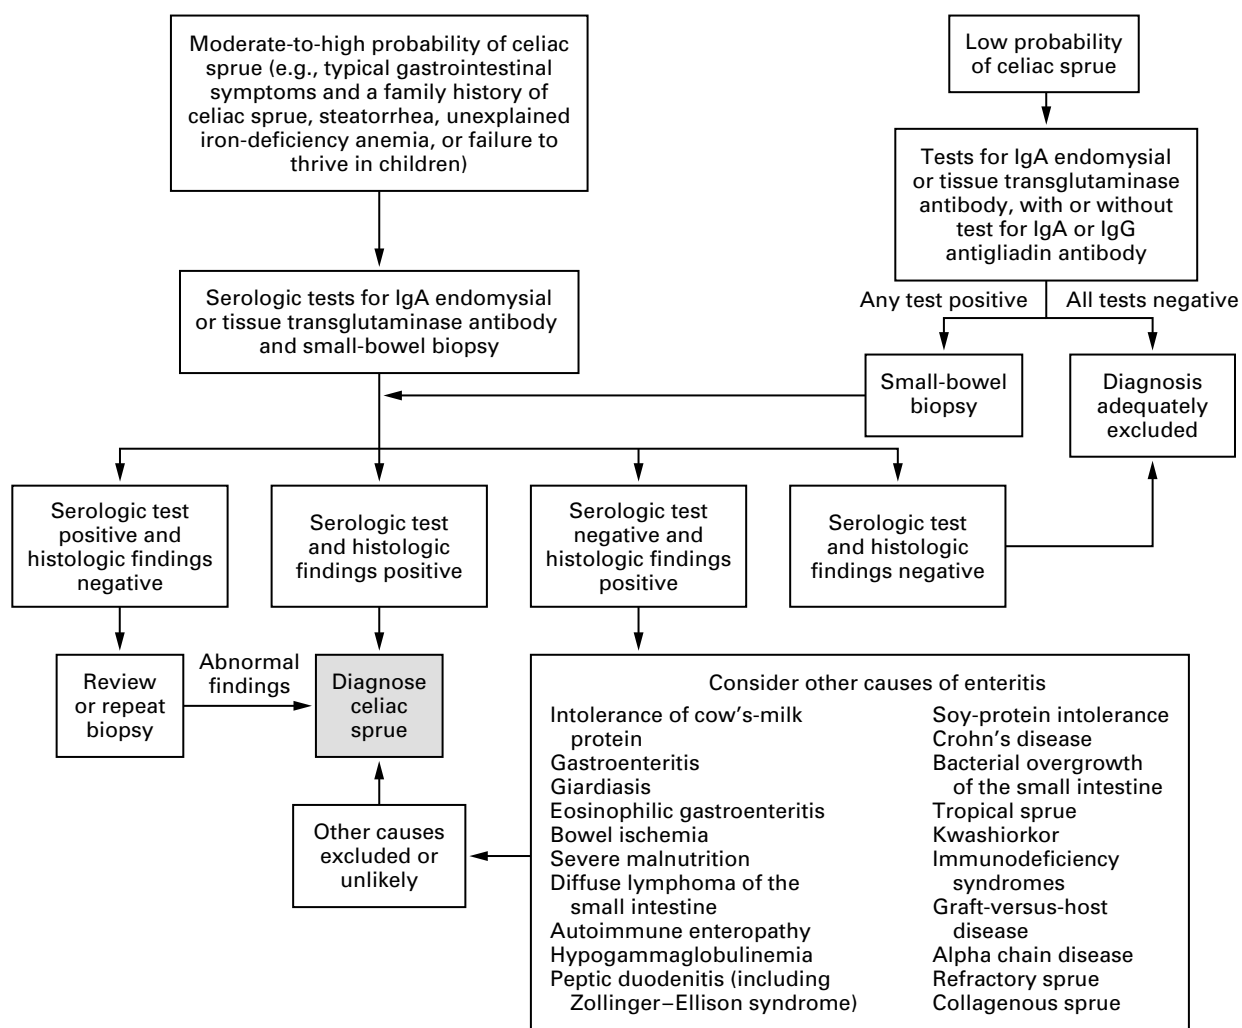 Moderate-to-high probability of celiac
sprue (e.g., typical gastrointestinal
symptoms and a family history of
celiac sprue, steatorrhea, unexplained
iron-deficiency anemia, or failure to
thrive in children)
Low probability
of celiac sprue
Tests for IgA endomysial
or tissue transglutaminase
antibody, with or without
test for IgA or IgG
antigliadin antibody
Serologic tests for IgA endomysial
or tissue transglutaminase antibody
and small-bowel biopsy
Any test positive
All tests negative
Small-bowel
biopsy
Diagnosis
adequately
excluded
Serologic test
positive and
histologic findings
negative
Serologic test
and histologic
findings positive
Serologic test
negative and
histologic findings
positive
Serologic test
and histologic
findings negative
Review
or repeat
biopsy
Abnormal
findings
Diagnose
celiac
sprue
Other causes
excluded or
unlikely
Consider other causes of enteritis
Intolerance of cow's-milk
protein
Gastroenteritis
Giardiasis
Eosinophilic gastroenteritis
Bowel ischemia
Severe malnutrition
Diffuse lymphoma of the
small intestine
Autoimmune enteropathy
Hypogammaglobulinemia
Peptic duodenitis (including
Zollinger–Ellison syndrome)
Soy-protein intolerance
Crohn's disease
Bacterial overgrowth
of the small intestine
Tropical sprue
Kwashiorkor
Immunodeficiency
syndromes
Graft-versus-host
disease
Alpha chain disease
Refractory sprue
Collagenous sprue